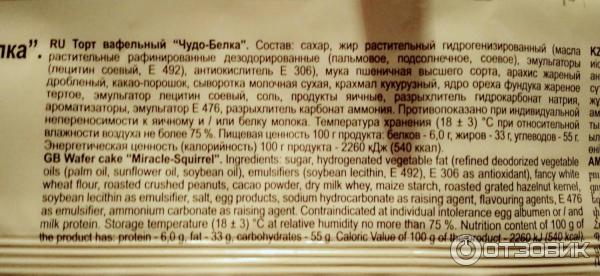 лка”.
RU Торт вафельный “Чудо-Белка”. Состав: сахар, жир растительный гидрогенизированный (масла
растительные рафинированные дезодорированные (пальмовое, подсолнечное, соевое), эмульгаторы
(лецитин соевый, E 492), антиокислитель E 306), мука пшеничная высшего сорта, арахис жареный
дробленый, какао-порошок, сыворотка молочная сухая, крахмал кукурузный, ядро ореха фундука жареное
тертое, эмульгатор лецитин соевый, соль, продукты яичные, разрыхлитель гидрокарбонат натрия,
ароматизаторы, эмульгатор E 476, разрыхлитель карбонат аммония. Противопоказано при индивидуальной
непереносимости к яичному и / или белку молока. Температура хранения (18 ± 3) °C при относительной
влажности воздуха не более 75 %. Пищевая ценность 100 г продукта: белков - 6,0 г, жиров - 33 г, углеводов - 55 г.
Энергетическая ценность (калорийность) 100 г продукта - 2260 кДж (540 ккал).
GB Wafer cake “Miracle-Squirrel”. Ingredients: sugar, hydrogenated vegetable fat (refined deodorized vegetable
oils (palm oil, sunflower oil, soybean oil), emulsifiers (soybean lecithin, E 492), E 306 as antioxidant), fancy white
wheat flour, roasted crushed peanuts, cacao powder, dry milk whey, maize starch, roasted grated hazelnut kernel,
soybean lecithin as emulsifier, salt, egg products, sodium hydrocarbonate as raising agent, flavouring agents, E 476
as emulsifier, ammonium carbonate as raising agent. Contraindicated at individual intolerance egg albumen or / and
milk protein. Storage temperature (18 ± 3) °C at relative humidity no more than 75 %. Nutrition content of 100 g of
the product has: protein - 6,0 g, fat - 33 g, carbohydrates - 55 g. Caloric Value of 100 g of the product - 2260 kJ (540 kcal).
KZ
ОТЗОВИК